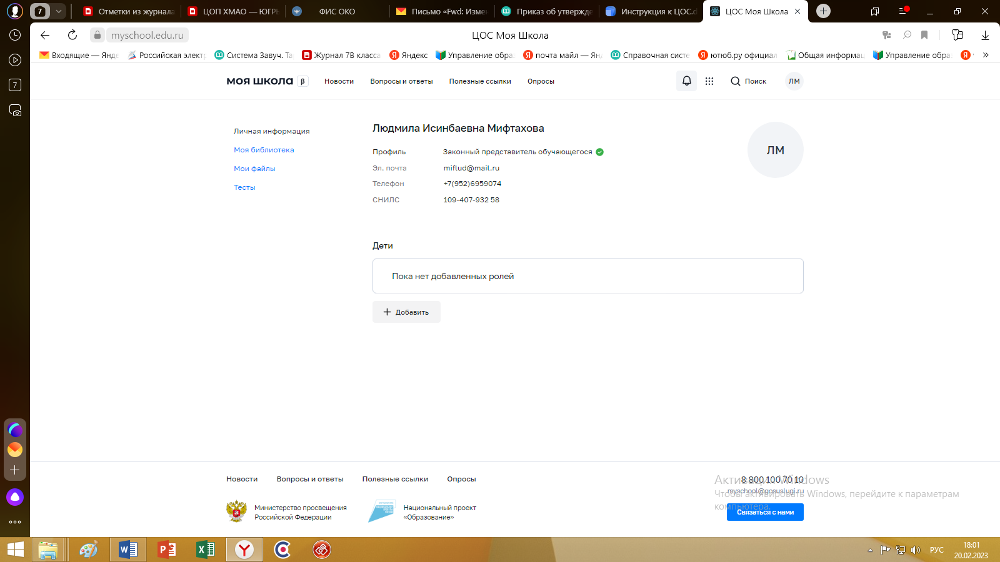 7
Отметки из журнала
ЦОП ХМАО — ЮГРЫ
ФИС ОКО
Письмо «Fwd: Измен
Приказ об утвержде
Инструкция к ЦОС.d
ЦОС Моя Школа
myschool.edu.ru
ЦОС Моя Школа
Входящие — Янде
Российская электр
Система Завуч. Та
Журнал 7В класса
Яндекс
Управление обра
почта майл — Ян
Справочная систе
ютюб.ру официал
Общая информац
Управление обра
7
МОЯ ШКОЛА β
Новости
Вопросы и ответы
Полезные ссылки
Опросы
Поиск
ЛМ
Личная информация
Моя библиотека
Мои файлы
Тесты
Людмила Исинбаевна Мифтахова
Профиль Законный представитель обучающегося
Эл. почта miflud@mail.ru
Телефон +7(952)6959074
СНИЛС 109-407-932 58
ЛМ
Дети
Пока нет добавленных ролей
Добавить
Новости
Вопросы и ответы
Полезные ссылки
Опросы
Министерство просвещения
Российской Федерации
Национальный проект
«Образование»
8 800 100 70 10
myschool@gosuslugi.ru
Связаться с нами
Активация Windows
Чтобы активировать Windows, перейдите к параметрам
компьютера.
РУС
18:01
20.02.2023